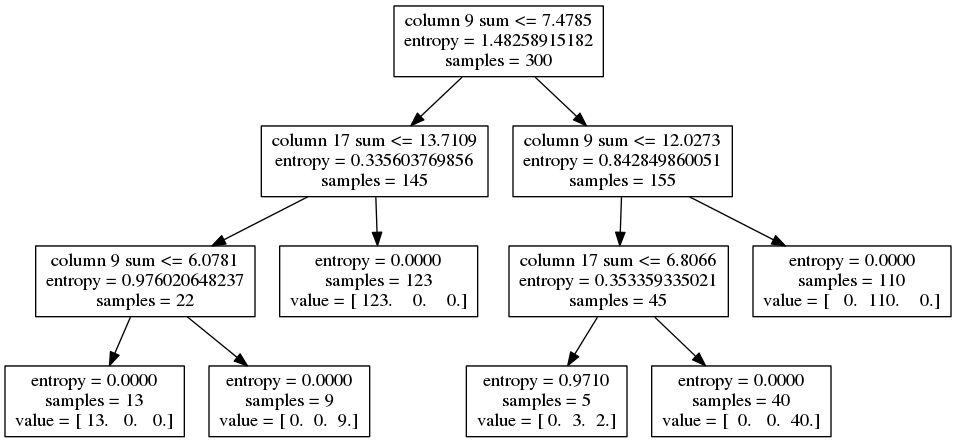 column 9 sum <= 7.4785
entropy = 1.48258915182
samples = 300
column 17 sum <= 13.7109
entropy = 0.335603769856
samples = 145
column 9 sum <= 12.0273
entropy = 0.842849860051
samples = 155
column 9 sum <= 6.0781
entropy = 0.976020648237
samples = 22
entropy = 0.0000
samples = 123
value = [ 123. 0. 0.]
column 17 sum <= 6.8066
entropy = 0.353359335021
samples = 45
entropy = 0.0000
samples = 110
value = [ 0. 110. 0.]
entropy = 0.0000
samples = 13
value = [ 13. 0. 0.]
entropy = 0.0000
samples = 9
value = [ 0. 0. 9.]
entropy = 0.9710
samples = 5
value = [ 0. 3. 2.]
entropy = 0.0000
samples = 40
value = [ 0. 0. 40.]